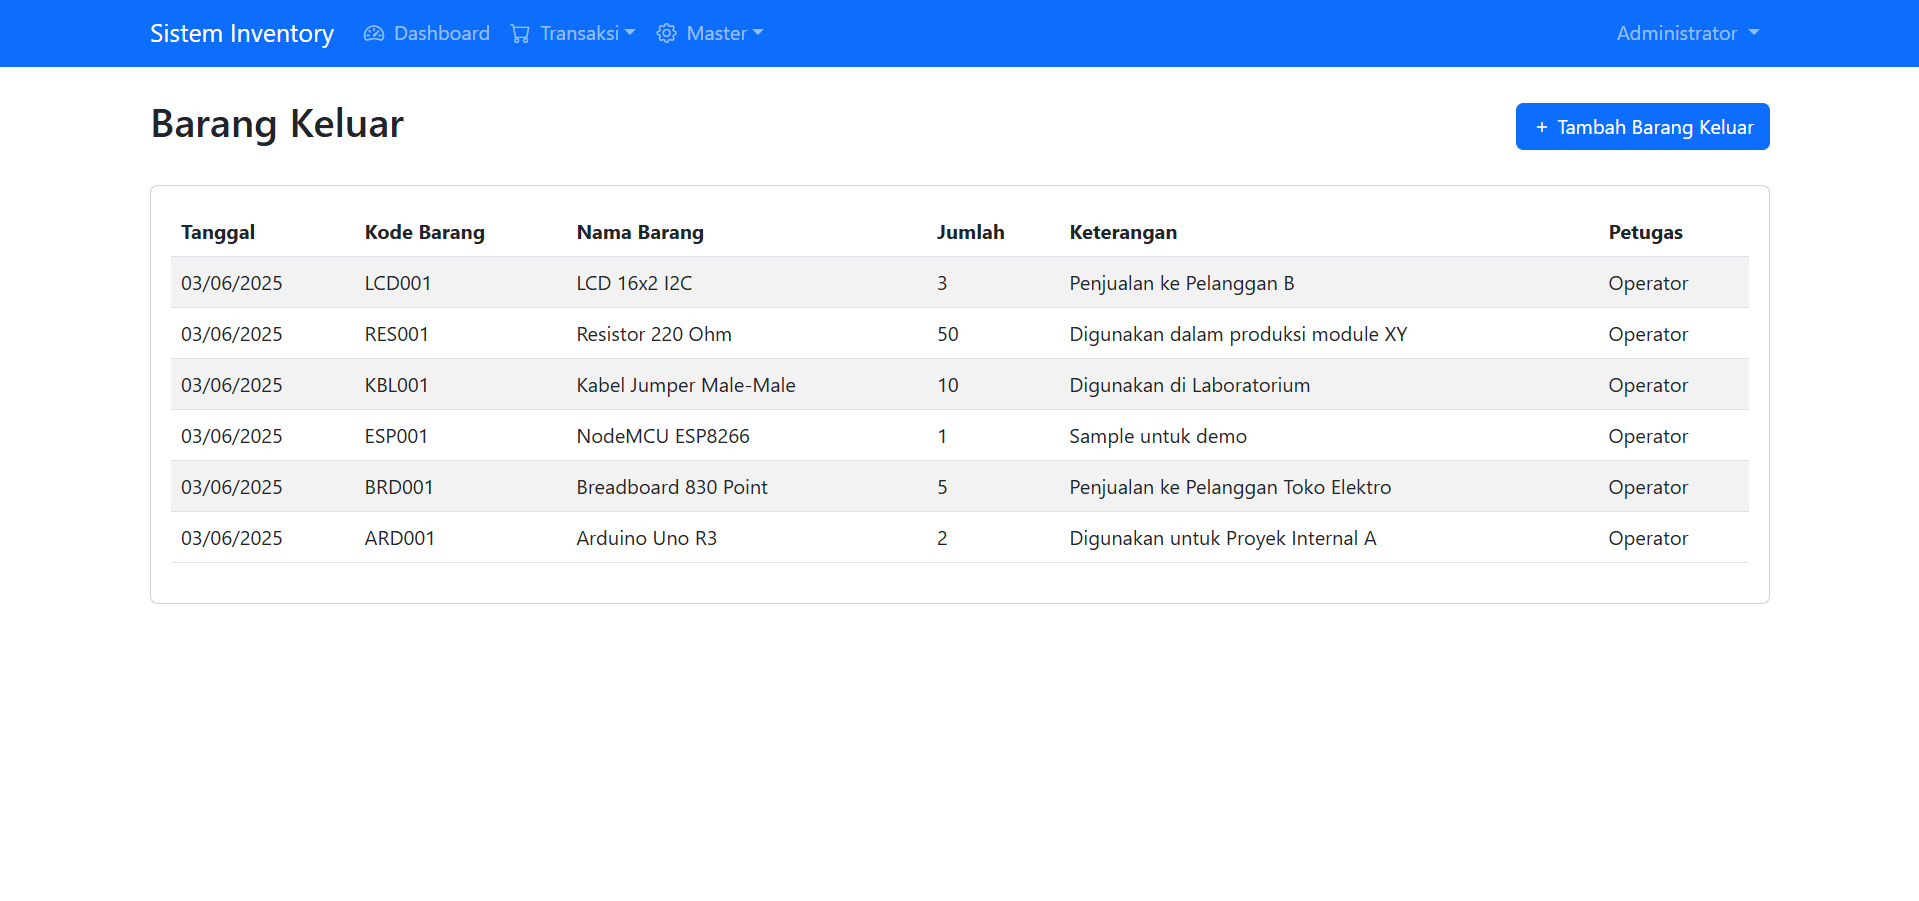 Sistem Inventory Dashboard Transaksi Master Administrator
Barang Keluar + Tambah Barang Keluar
Tanggal Kode Barang Nama Barang Jumlah Keterangan Petugas
03/06/2025 LCD001 LCD 16x2 I2C 3 Penjualan ke Pelanggan B Operator
03/06/2025 RES001 Resistor 220 Ohm 50 Digunakan dalam produksi module XY Operator
03/06/2025 KBL001 Kabel Jumper Male-Male 10 Digunakan di Laboratorium Operator
03/06/2025 ESP001 NodeMCU ESP8266 1 Sample untuk demo Operator
03/06/2025 BRD001 Breadboard 830 Point 5 Penjualan ke Pelanggan Toko Elektro Operator
03/06/2025 ARD001 Arduino Uno R3 2 Digunakan untuk Proyek Internal A Operator